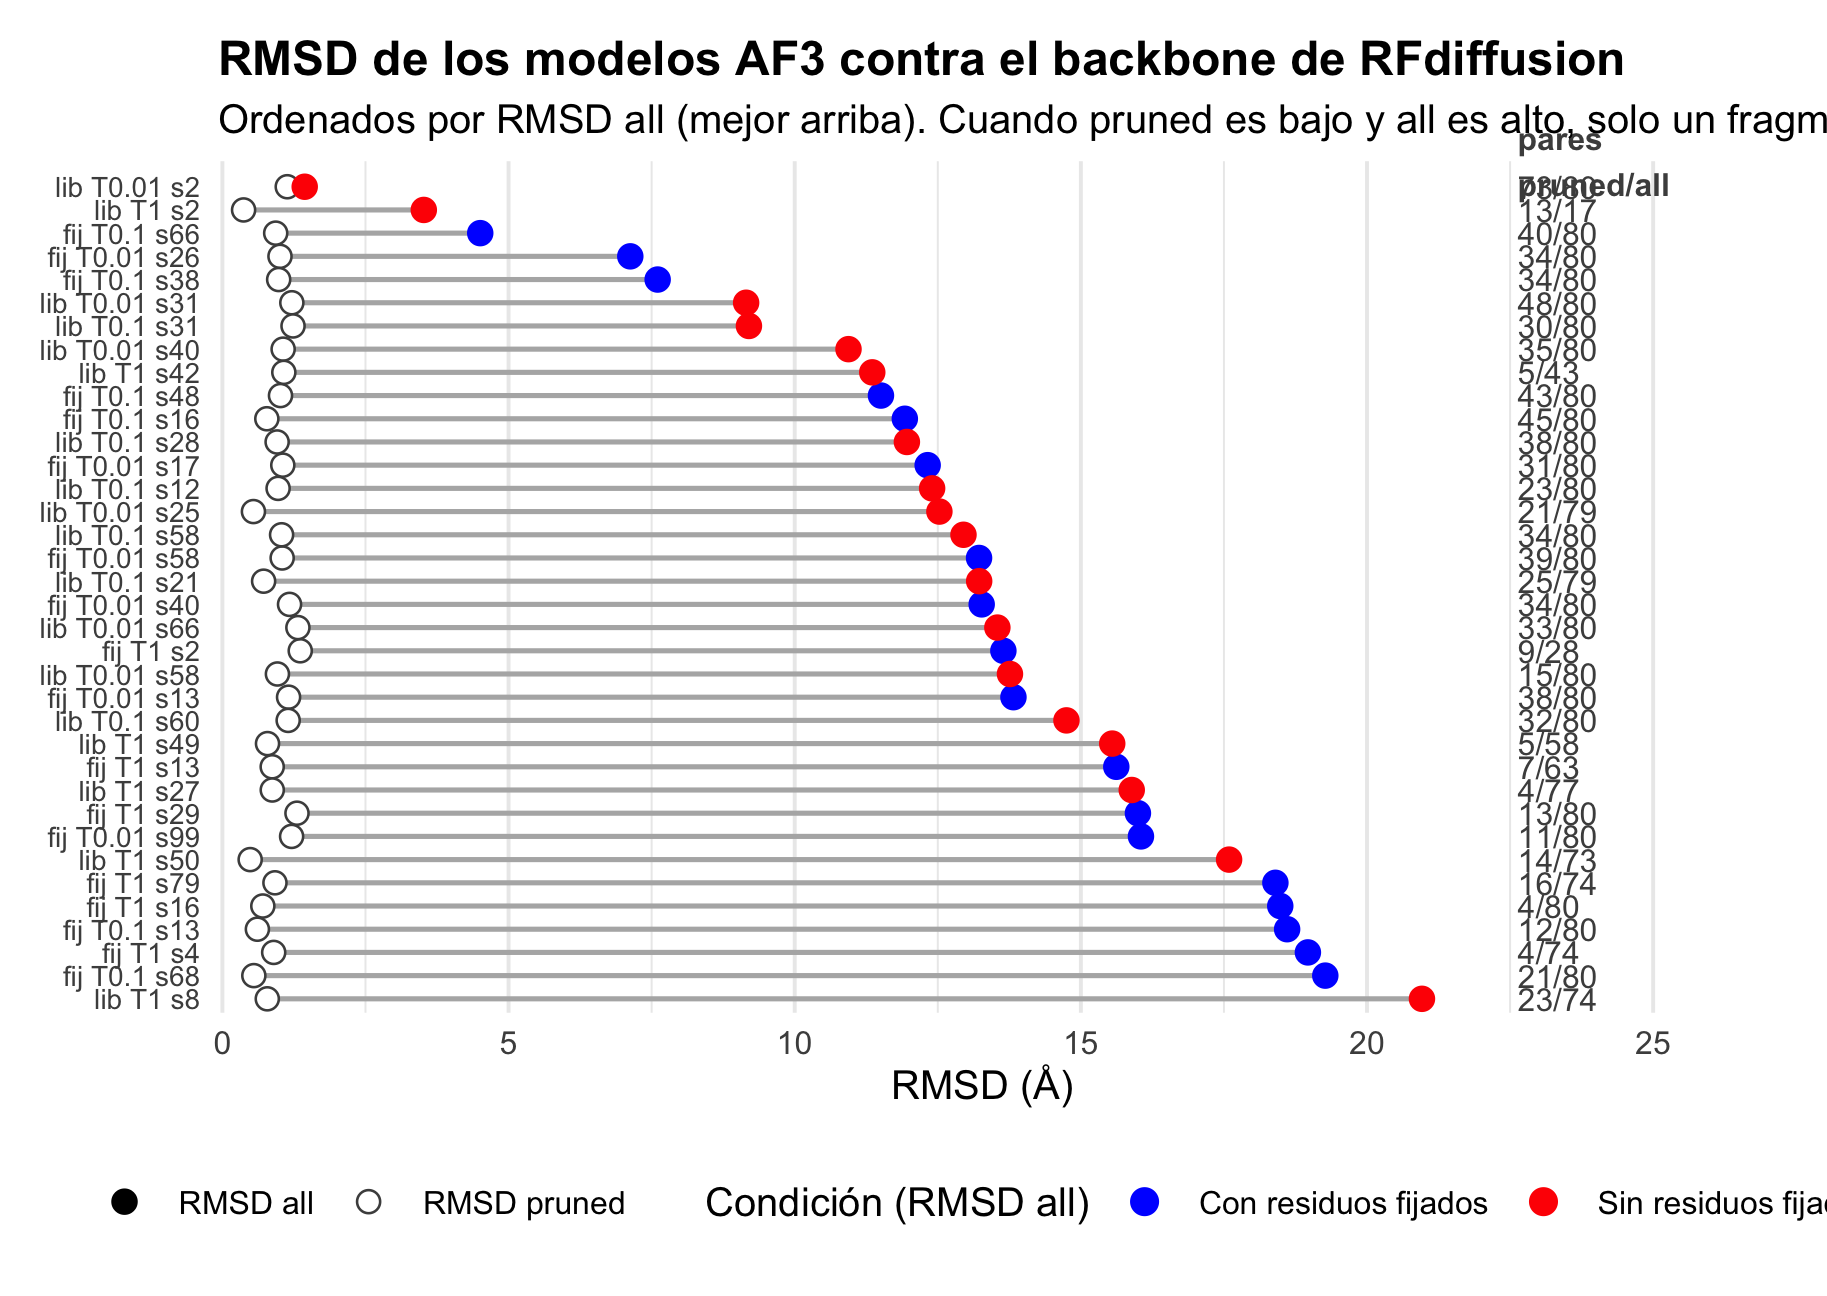 RMSD de los modelos AF3 contra el backbone de RFdiffusion
Ordenados por RMSD all (mejor arriba). Cuando pruned es bajo y all es alto, solo un fragm
pares
pruned/all
lib T0.01 s2 73/80
lib T1 s2 13/17
fij T0.1 s66 40/80
fij T0.01 s26 34/80
fij T0.1 s38 34/80
lib T0.01 s31 48/80
lib T0.1 s31 30/80
lib T0.01 s40 35/80
lib T1 s42 5/43
fij T0.1 s48 43/80
fij T0.1 s16 45/80
lib T0.1 s28 38/80
fij T0.01 s17 31/80
lib T0.1 s12 23/80
lib T0.01 s25 21/79
lib T0.1 s58 34/80
fij T0.01 s58 39/80
lib T0.1 s21 25/79
fij T0.01 s40 34/80
lib T0.01 s66 33/80
fij T1 s2 9/28
lib T0.01 s58 15/80
fij T0.01 s13 38/80
lib T0.1 s60 32/80
lib T1 s49 5/58
fij T1 s13 7/63
lib T1 s27 4/77
fij T1 s29 13/80
fij T0.01 s99 11/80
lib T1 s50 14/73
fij T1 s79 16/74
fij T1 s16 4/80
fij T0.1 s13 12/80
fij T1 s4 4/74
fij T0.1 s68 21/80
lib T1 s8 23/74
0 5 10 15 20 25
RMSD (Å)
RMSD all RMSD pruned Condición (RMSD all) Con residuos fijados Sin residuos fija